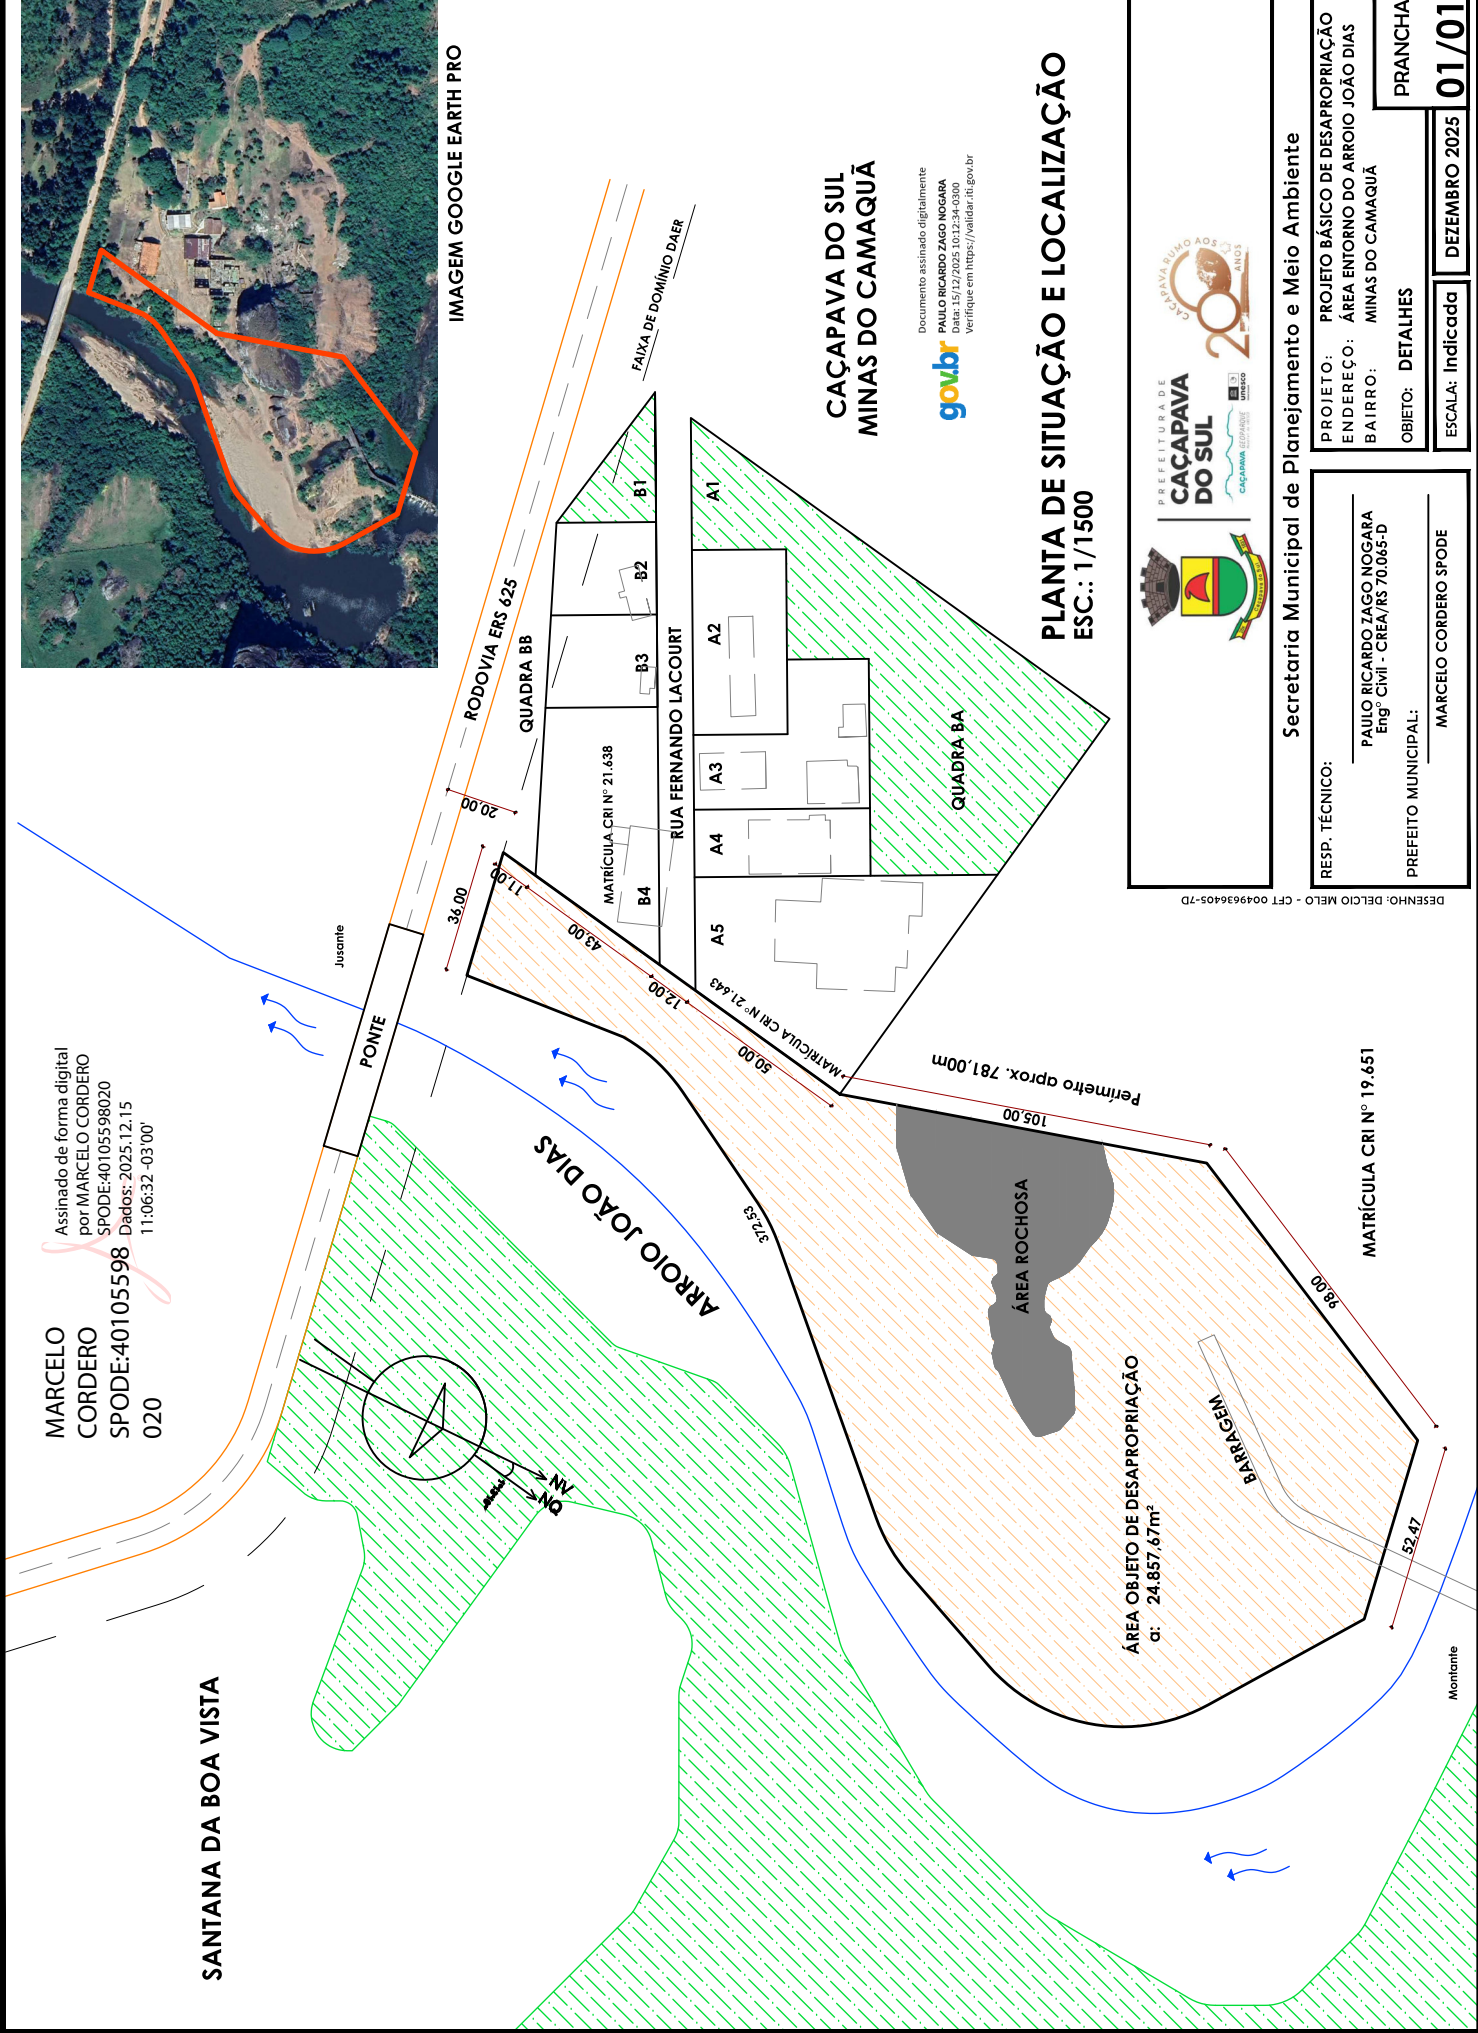 MARCELO
CORDERO
SPODE:40105598
020
Assinado de forma digital
por MARCELO CORDERO
SPODE:40105598020
Dados: 2025.12.15
11:06:32 -03'00'
SANTANA DA BOA VISTA
IMAGEM GOOGLE EARTH PRO
Jusante
PONTE
RODOVIA ERS 625
FAIXA DE DOMÍNIO DAER
QUADRA BB
20,00
36,00
11,00
43,00
12,00
50,00
B1
B2
B3
B4
MATRÍCULA CRI N° 21.638
RUA FERNANDO LACOURT
A1
A2
A3
A4
A5
QUADRA BA
MATRÍCULA CRI N° 21.643
Perímetro aprox. 781,00m
105,00
98,00
52,47
372,53
ARROIO JOÃO DIAS
ÁREA ROCHOSA
ÁREA OBJETO DE DESAPROPRIAÇÃO
a: 24.857,67m²
BARRAGEM
MATRÍCULA CRI N° 19.651
Montante
NV
NQ
CAÇAPAVA DO SUL
MINAS DO CAMAQUÃ
gov.br
Documento assinado digitalmente
PAULO RICARDO ZAGO NOGARA
Data: 15/12/2025 10:12:34-0300
Verifique em https://validar.iti.gov.br
PLANTA DE SITUAÇÃO E LOCALIZAÇÃO
ESC.: 1/1500
PREFEITURA DE
CAÇAPAVA
DO SUL
CAÇAPAVA GEOPARQUE
unesco
CAÇAPAVA RUMO AOS
200
ANOS
Secretaria Municipal de Planejamento e Meio Ambiente
RESP. TÉCNICO:
PAULO RICARDO ZAGO NOGARA
Eng° Civil - CREA/RS 70.065-D
PREFEITO MUNICIPAL:
MARCELO CORDERO SPODE
PROJETO: PROJETO BÁSICO DE DESAPROPRIAÇÃO
ENDEREÇO: ÁREA ENTORNO DO ARROIO JOÃO DIAS
BAIRRO: MINAS DO CAMAQUÃ
OBJETO: DETALHES
PRANCHA
01/01
ESCALA: Indicada
DEZEMBRO 2025
DESENHO: DELCIO MELO - CFT 0049636405-7D